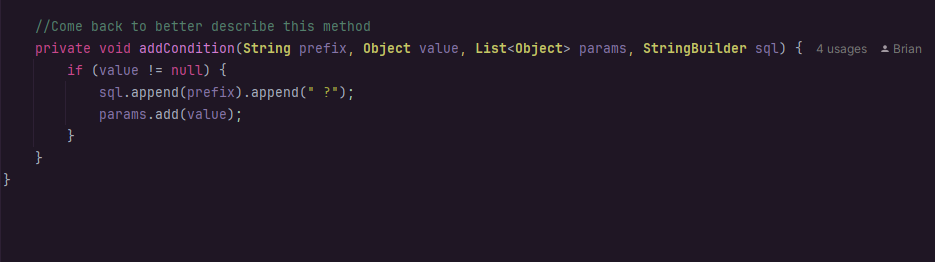 //Come back to better describe this method
private void addCondition(String prefix, Object value, List<Object> params, StringBuilder sql) { 4 usages Brian
if (value != null) {
sql.append(prefix).append(" ?");
params.add(value);
}
}
}